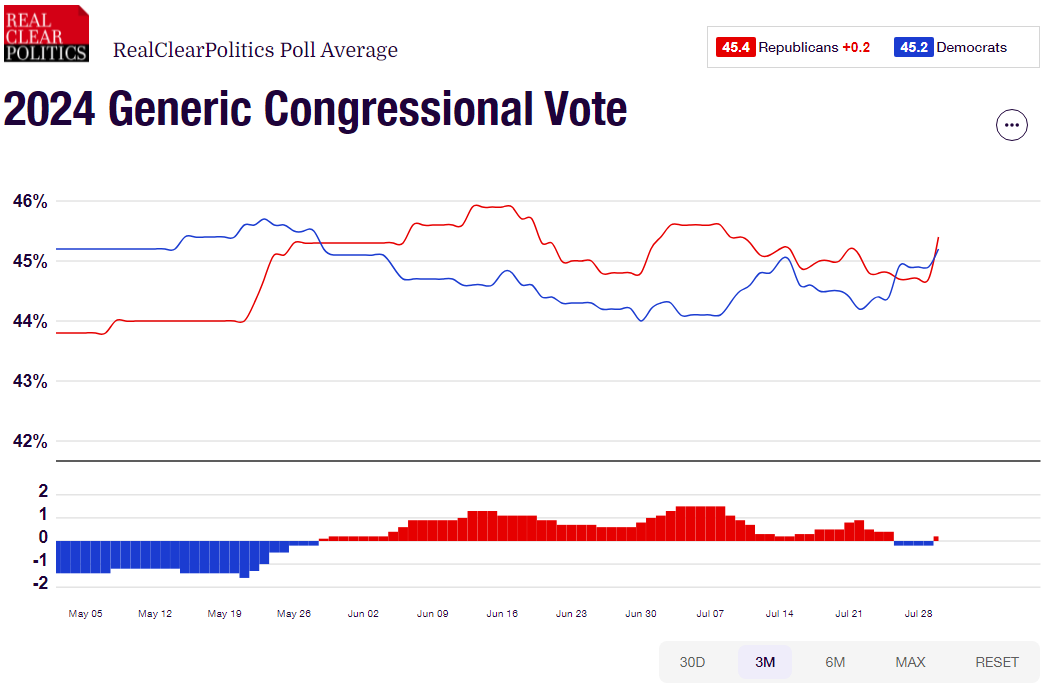 REAL
CLEAR
POLITICS
RealClearPolitics Poll Average
45.4 Republicans +0.2 45.2 Democrats
2024 Generic Congressional Vote
46%
45%
44%
43%
42%
2
1
0
-1
-2
May 05 May 12 May 19 May 26 Jun 02 Jun 09 Jun 16 Jun 23 Jun 30 Jul 07 Jul 14 Jul 21 Jul 28
30D 3M 6M MAX RESET